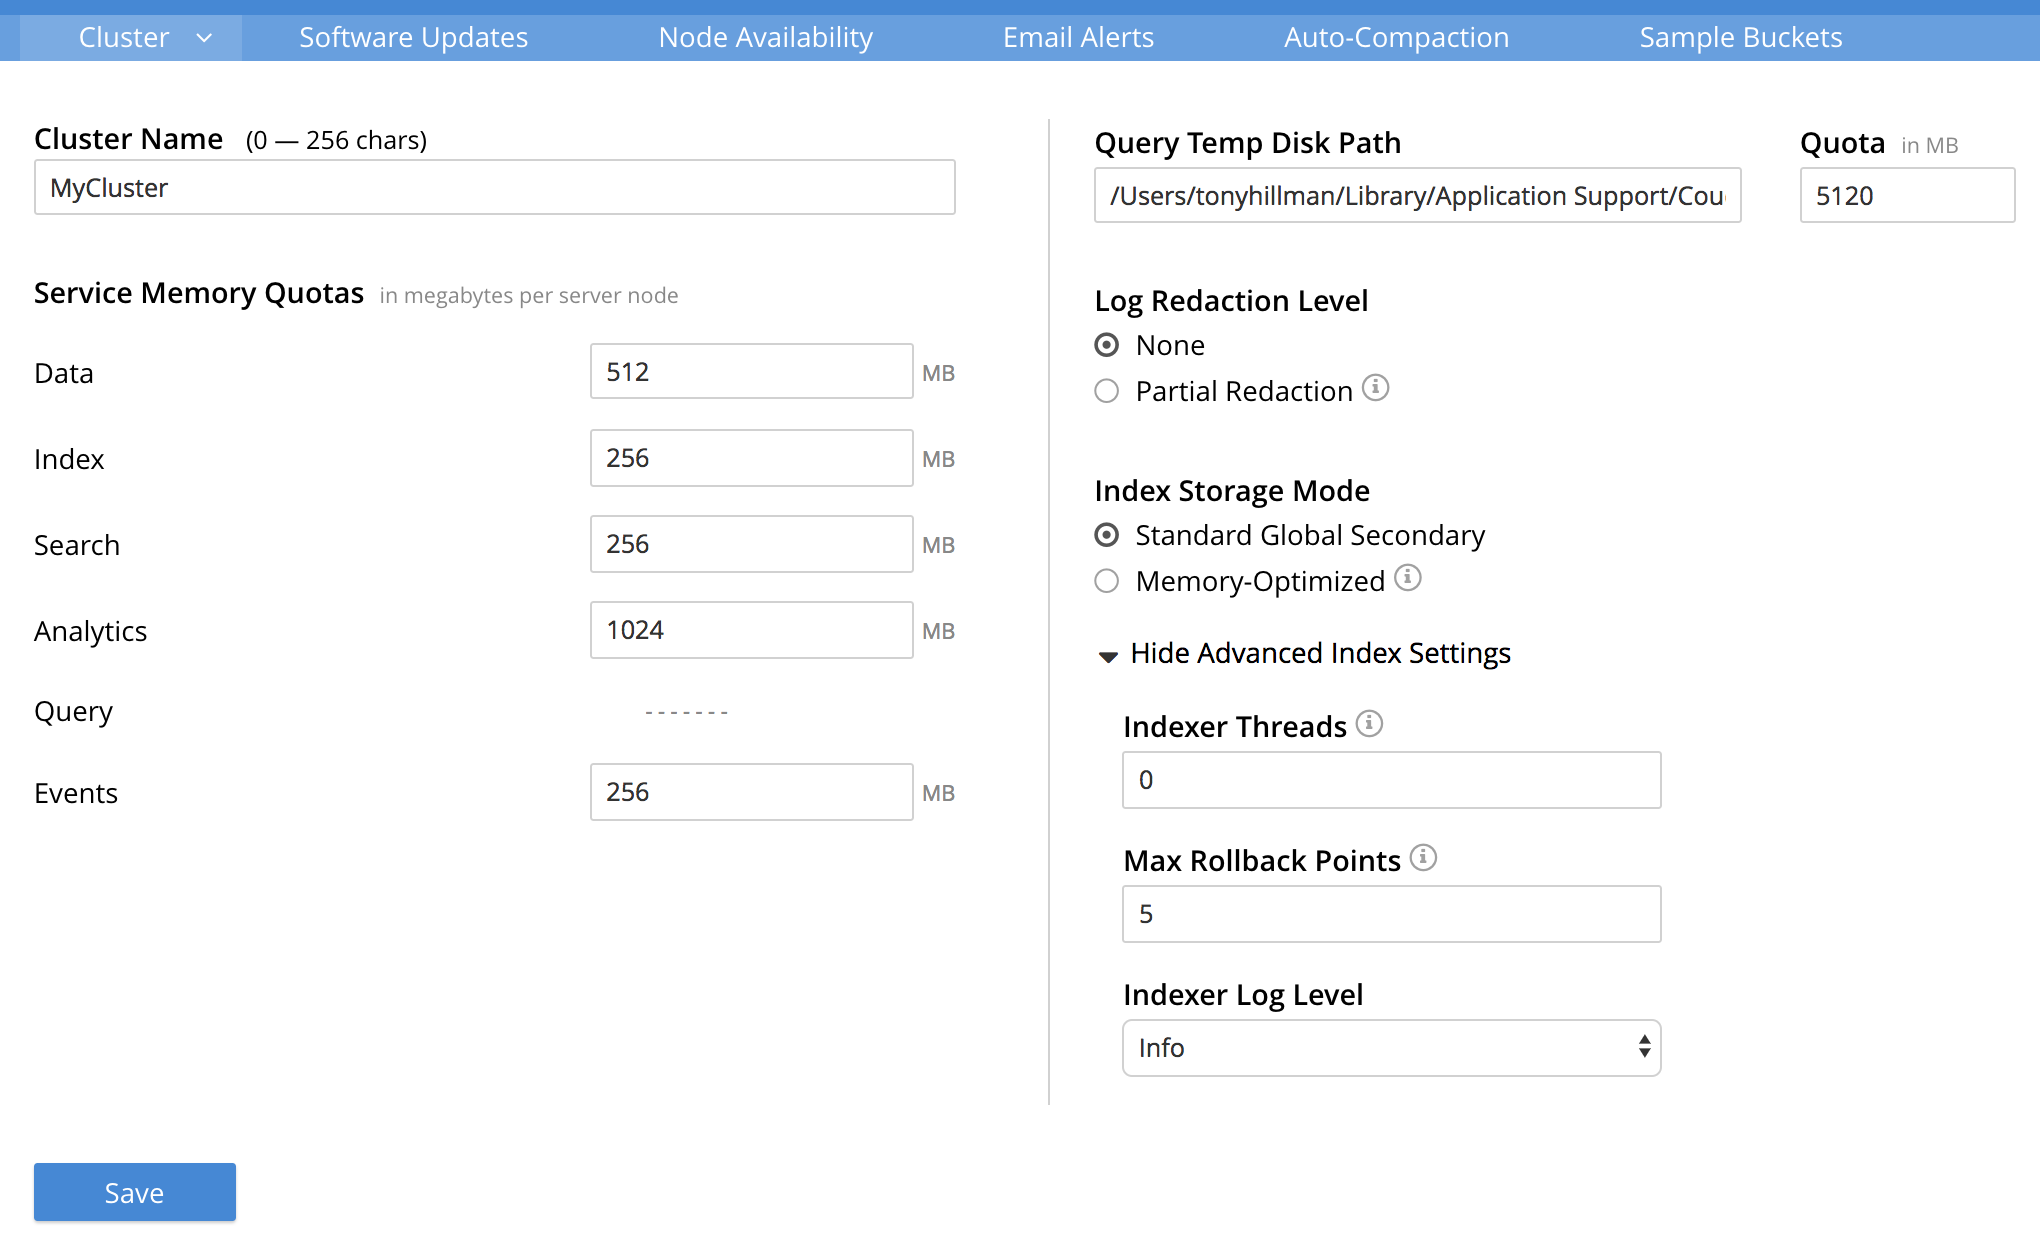 Cluster Software Updates Node Availability Email Alerts Auto-Compaction Sample Buckets
Cluster Name (0 — 256 chars)
MyCluster
Service Memory Quotas in megabytes per server node
Data 512 MB
Index 256 MB
Search 256 MB
Analytics 1024 MB
Query -------
Events 256 MB
Save
Query Temp Disk Path Quota in MB
/Users/tonyhillman/Library/Application Support/Cou 5120
Log Redaction Level
None
Partial Redaction
Index Storage Mode
Standard Global Secondary
Memory-Optimized
Hide Advanced Index Settings
Indexer Threads
0
Max Rollback Points
5
Indexer Log Level
Info